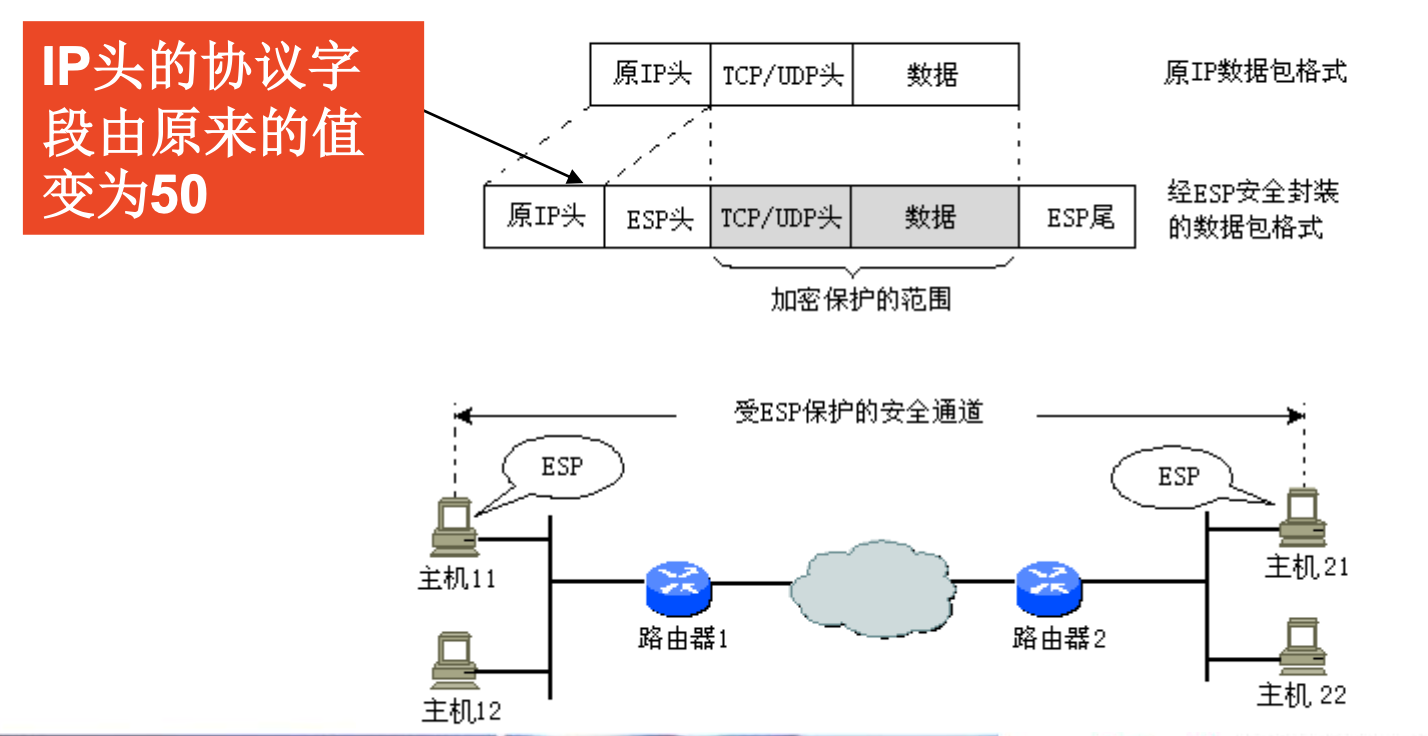 IP头的协议字
段由原来的值
变为50
原IP头 TCP/UDP头 数据 原IP数据包格式
原IP头 ESP头 TCP/UDP头 数据 ESP尾 经ESP安全封装
的数据包格式
加密保护的范围
受ESP保护的安全通道
ESP ESP
主机11 主机21
路由器1 路由器2
主机12 主机22